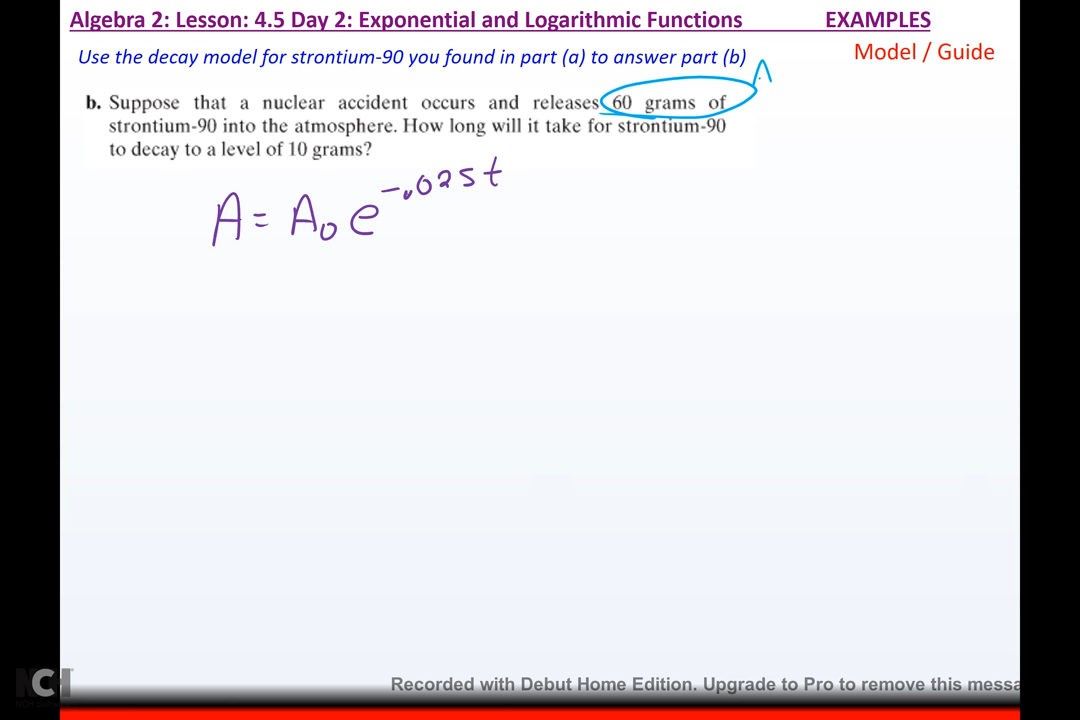 Algebra 2: Lesson: 4.5 Day 2: Exponential and Logarithmic Functions EXAMPLES
Model / Guide
Use the decay model for strontium-90 you found in part (a) to answer part (b)
b. Suppose that a nuclear accident occurs and releases 60 grams of
strontium-90 into the atmosphere. How long will it take for strontium-90
to decay to a level of 10 grams?
A = A₀ e^-.025t
NCH
Recorded with Debut Home Edition. Upgrade to Pro to remove this messa